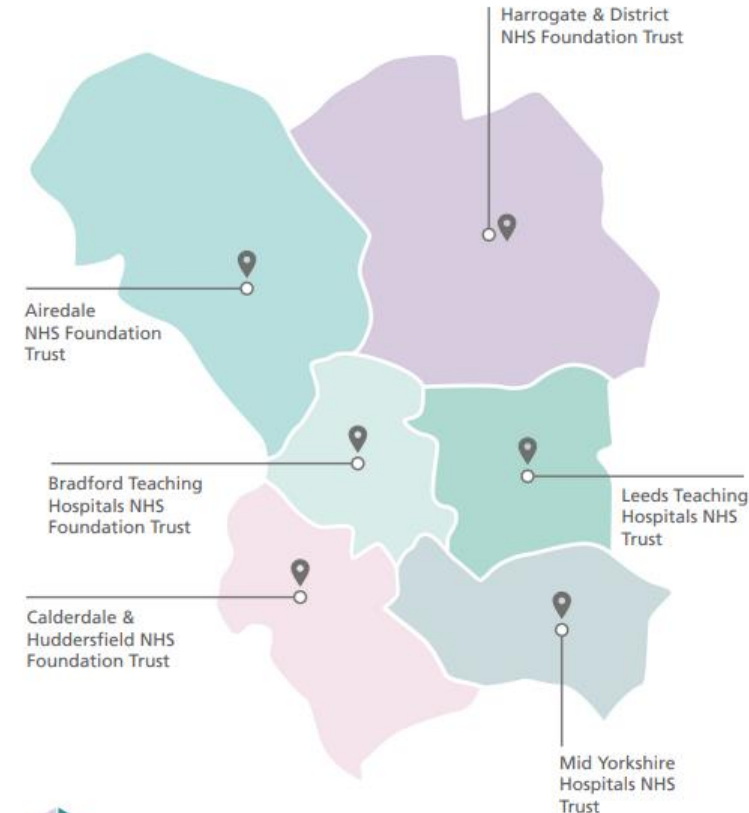 Harrogate & District
NHS Foundation Trust
Airedale
NHS Foundation
Trust
Bradford Teaching
Hospitals NHS
Foundation Trust
Leeds Teaching
Hospitals NHS
Trust
Calderdale &
Huddersfield NHS
Foundation Trust
Mid Yorkshire
Hospitals NHS
Trust